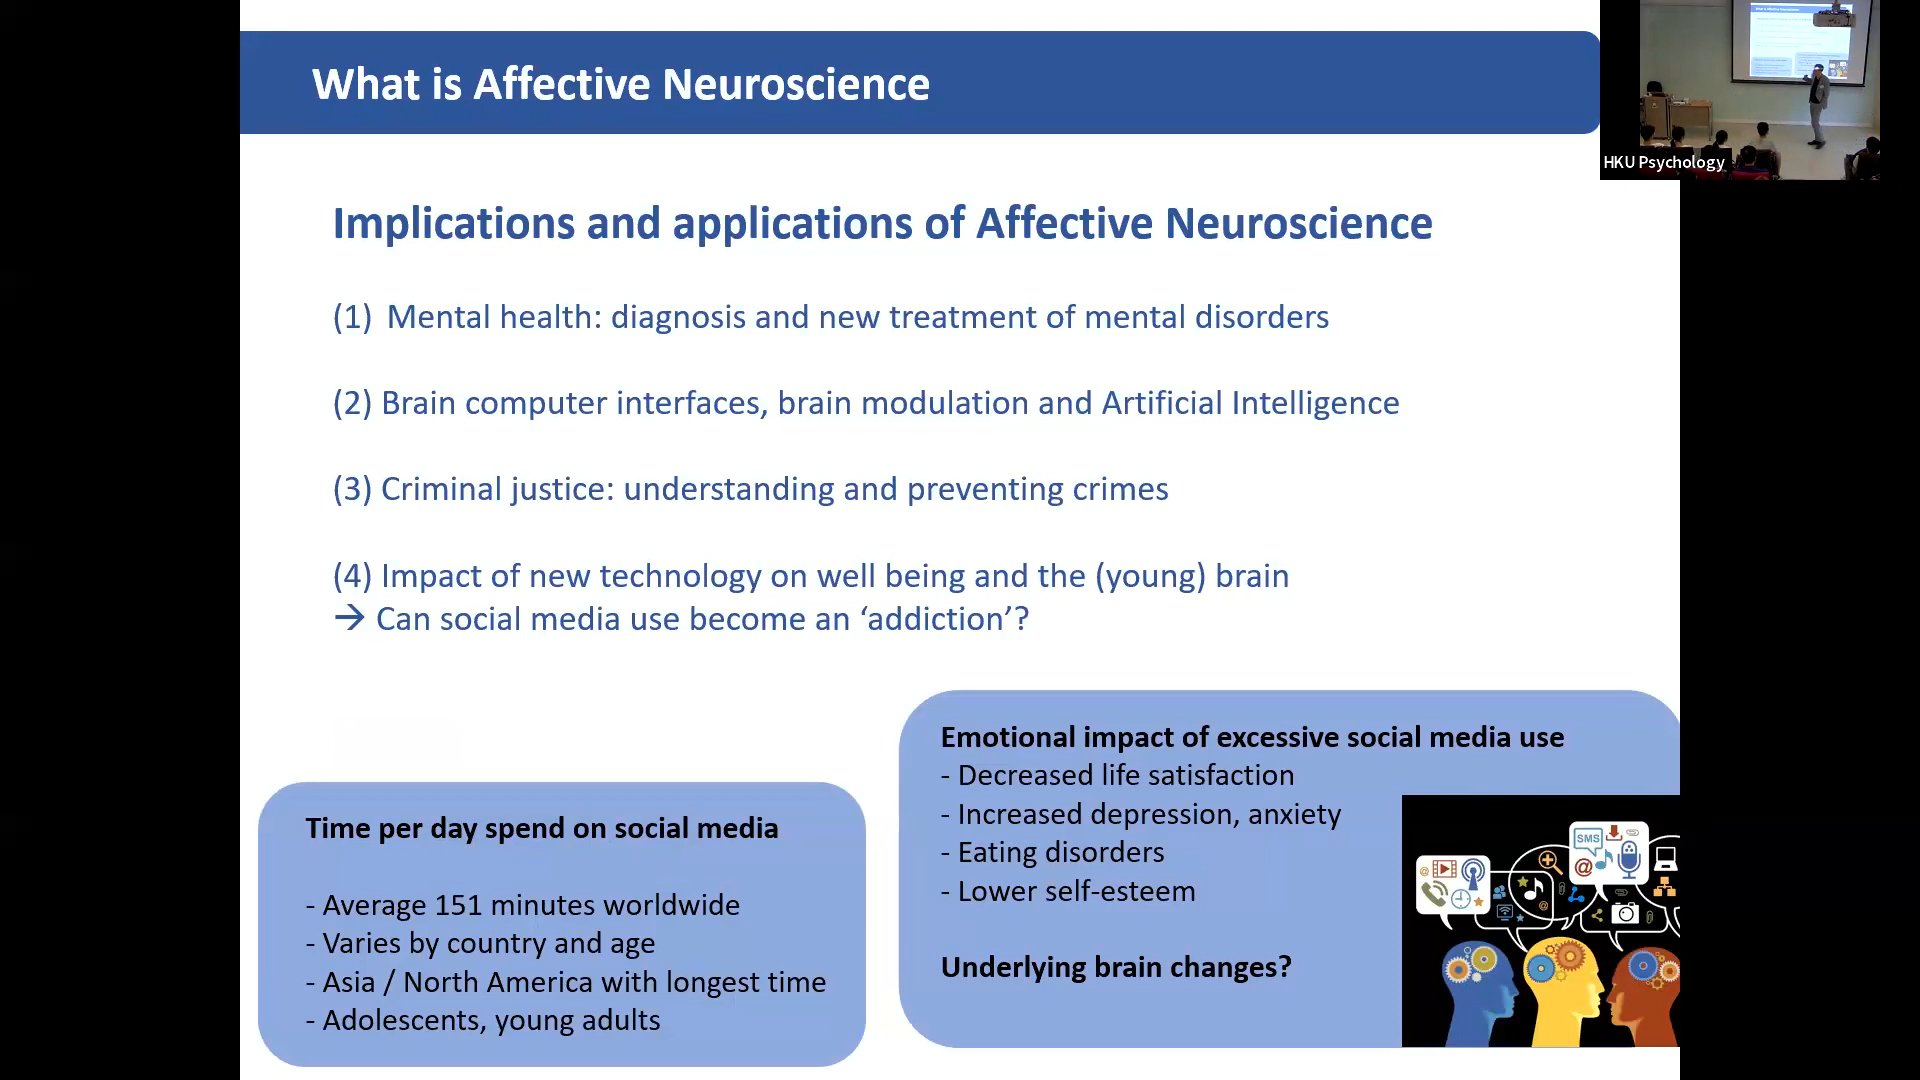 What is Affective Neuroscience
HKU Psychology
Implications and applications of Affective Neuroscience
(1) Mental health: diagnosis and new treatment of mental disorders
(2) Brain computer interfaces, brain modulation and Artificial Intelligence
(3) Criminal justice: understanding and preventing crimes
(4) Impact of new technology on well being and the (young) brain
→ Can social media use become an ‘addiction’?
Time per day spend on social media
- Average 151 minutes worldwide
- Varies by country and age
- Asia / North America with longest time
- Adolescents, young adults
Emotional impact of excessive social media use
- Decreased life satisfaction
- Increased depression, anxiety
- Eating disorders
- Lower self-esteem
Underlying brain changes?
SMS
@